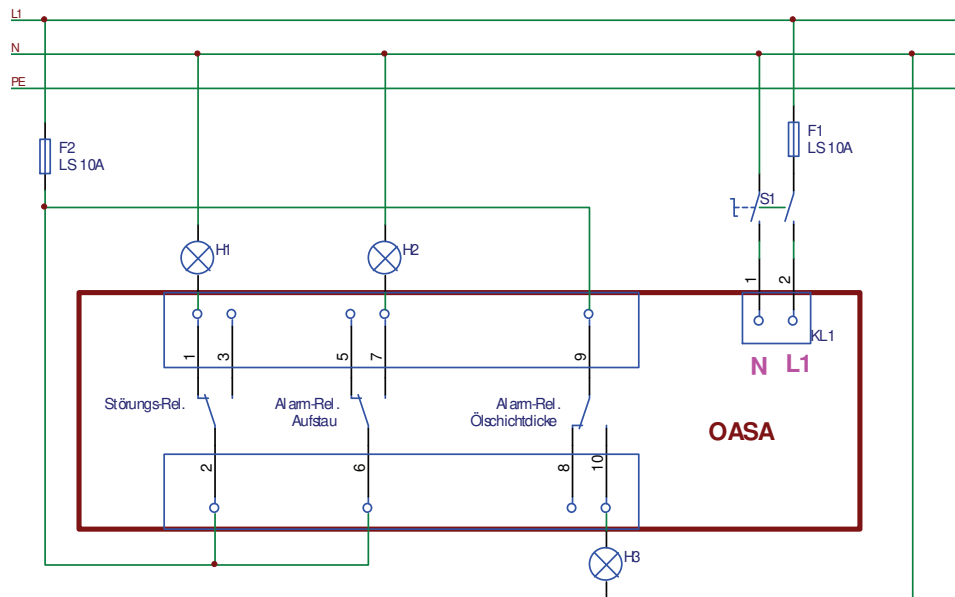 L1
N
PE
F2
LS 10A
F1
LS 10A
S1
H1
H2
1
2
KL1
N L1
1
3
5
7
9
Störungs-Rel.
Alarm-Rel.
Aufstau
Alarm-Rel.
Ölschichtdicke
OASA
2
6
8
10
H3